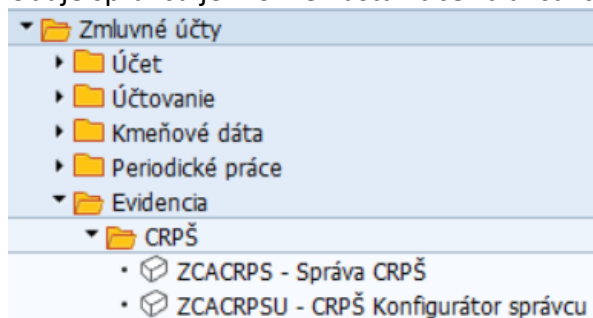 Zmluvné účty
Účet
Účtovanie
Kmeňové dáta
Periodické práce
Evidencia
CRPŠ
ZCACRPS - Správa CRPŠ
ZCACRPSU - CRPŠ Konfigurátor správcu